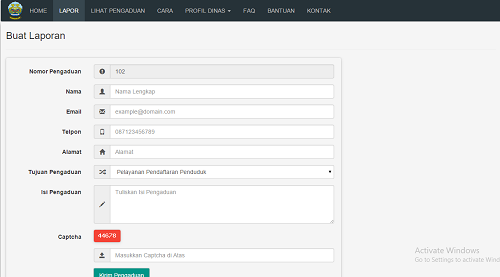 HOME LAPOR LIHAT PENGADUAN CARA PROFIL DINAS FAQ BANTUAN KONTAK
Buat Laporan
Nomor Pengaduan 102
Nama Nama Lengkap
Email example@domain.com
Telpon 087123456789
Alamat Alamat
Tujuan Pengaduan Pelayanan Pendaftaran Penduduk
Isi Pengaduan Tuliskan Isi Pengaduan
Captcha 44678
Masukkan Captcha di Atas
Kirim Pengaduan
Activate Windows
Go to Settings to activate Wind